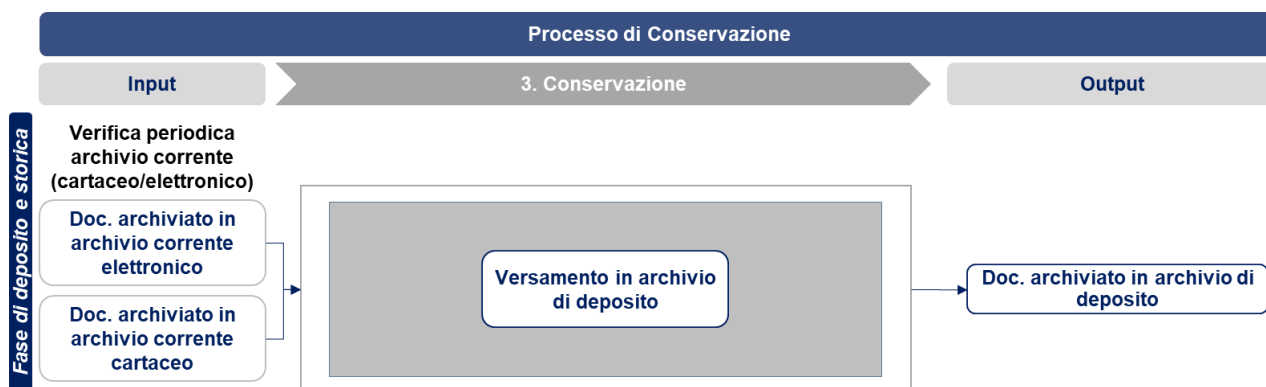 Processo di Conservazione
Input
3. Conservazione
Output
Fase di deposito e storica
Verifica periodica
archivio corrente
(cartaceo/elettronico)
Doc. archiviato in
archivio corrente
elettronico
Doc. archiviato in
archivio corrente
cartaceo
Versamento in archivio
di deposito
Doc. archiviato in archivio di
deposito